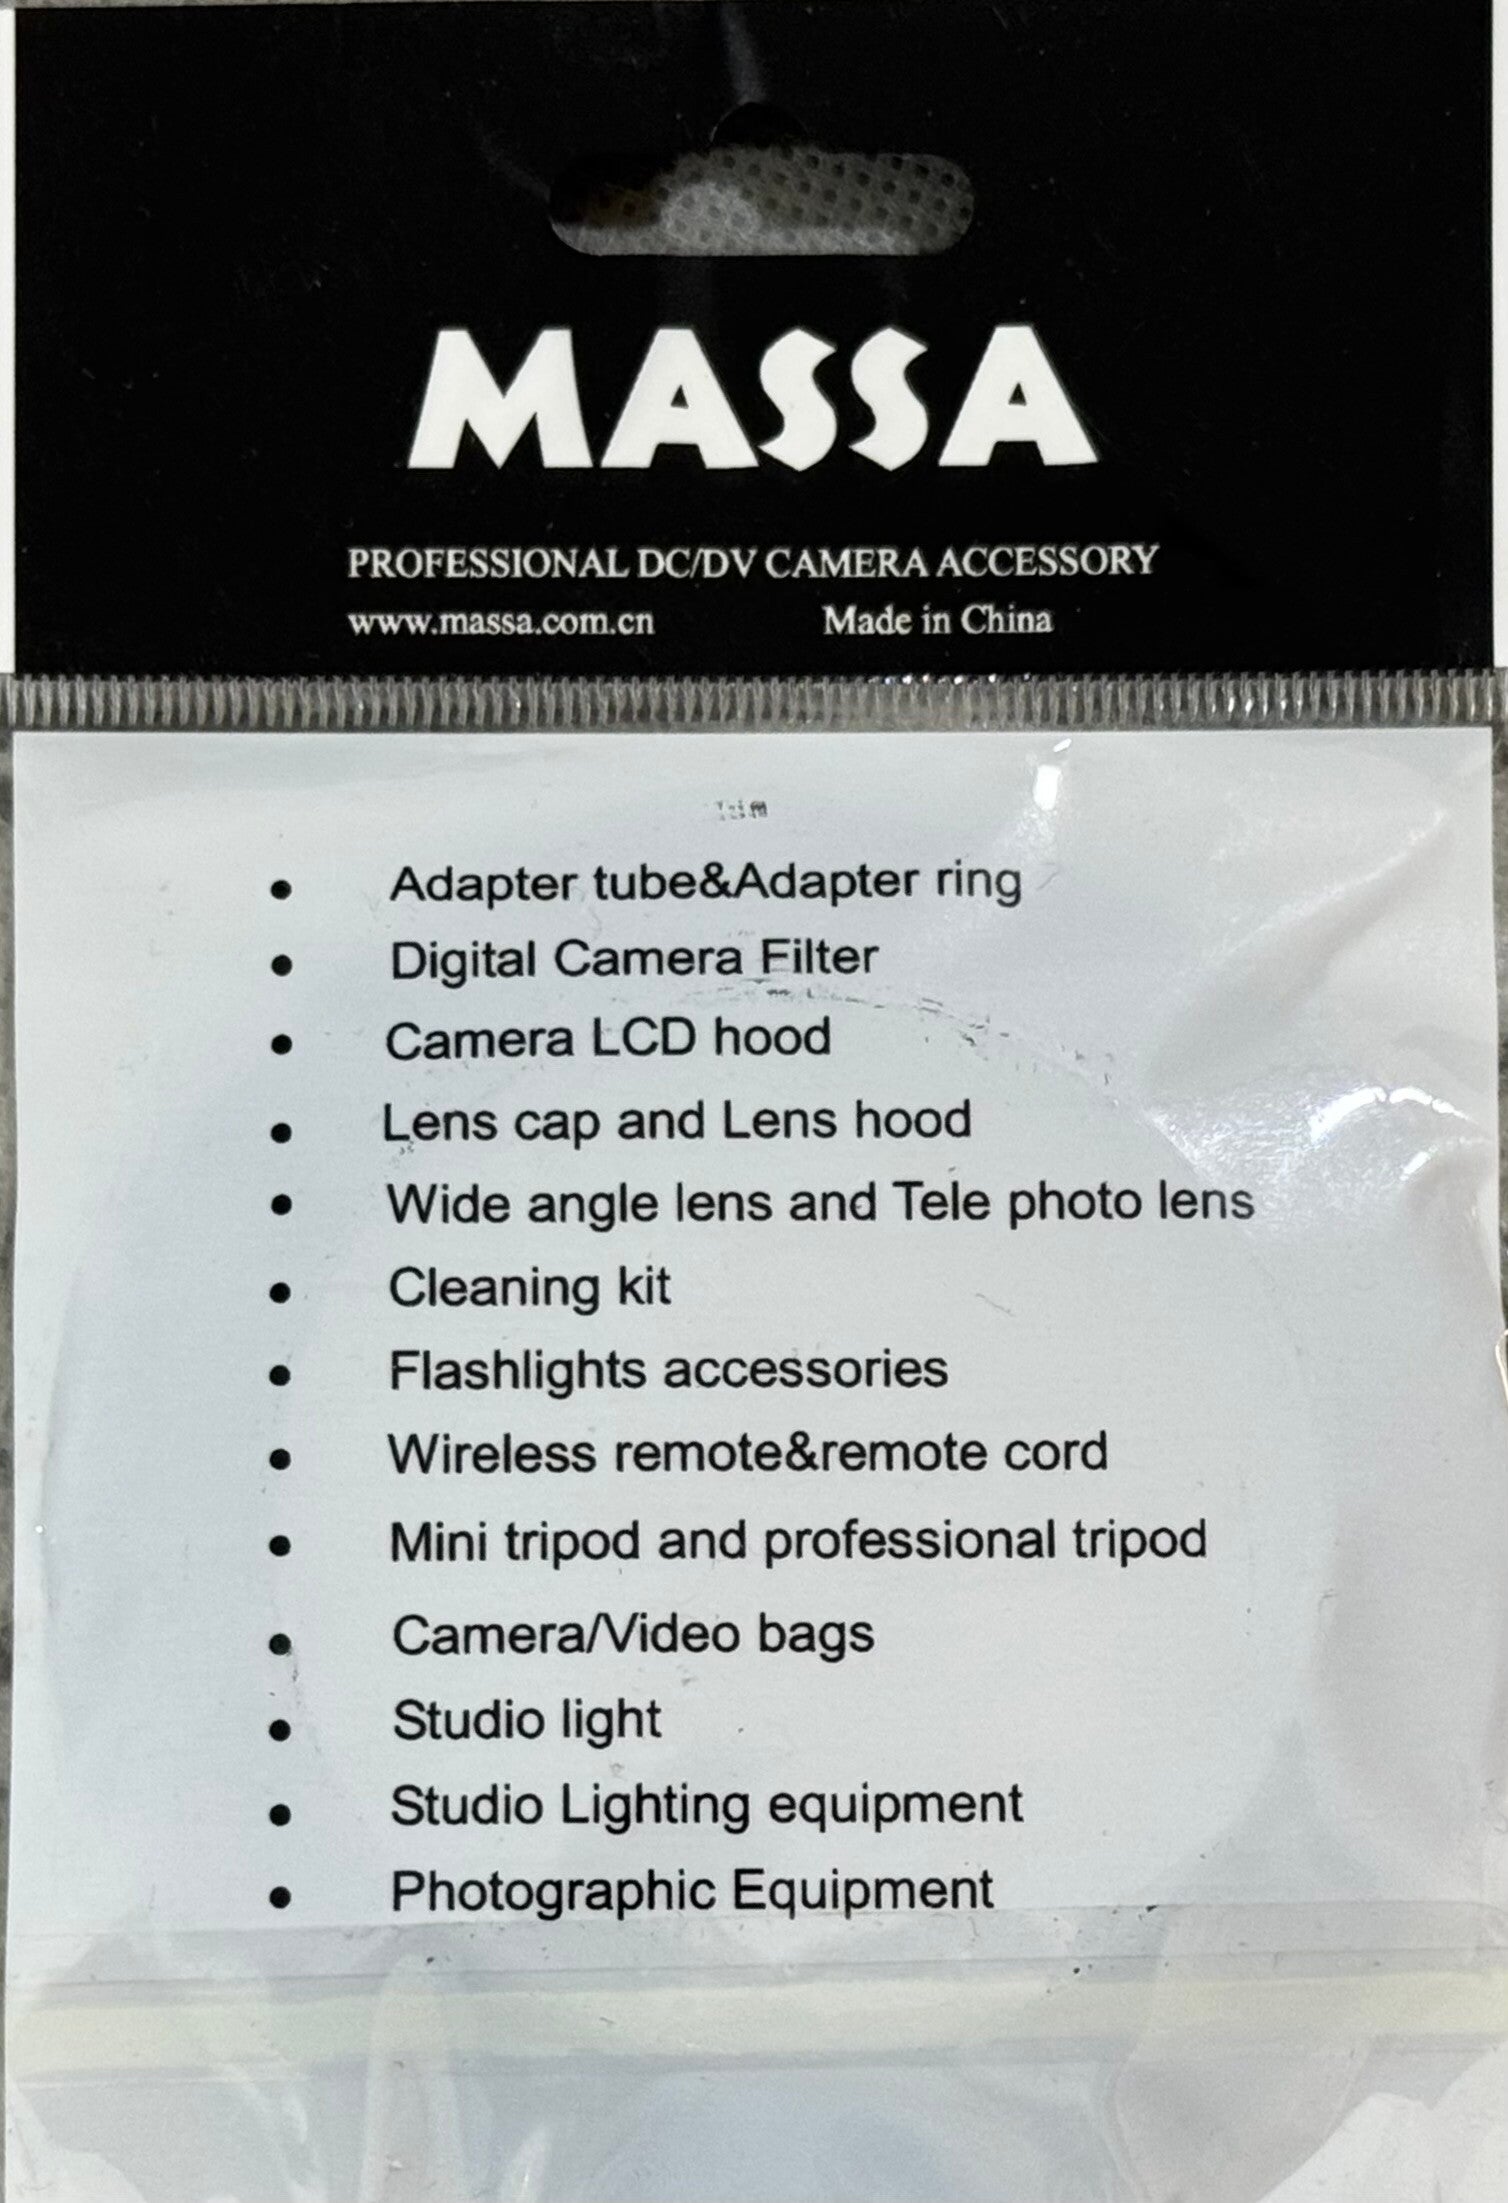 MASSA
PROFESSIONAL DC/DV CAMERA ACCESSORY
www.massa.com.cn Made in China
• Adapter tube&Adapter ring
• Digital Camera Filter
• Camera LCD hood
• Lens cap and Lens hood
• Wide angle lens and Tele photo lens
• Cleaning kit
• Flashlights accessories
• Wireless remote&remote cord
• Mini tripod and professional tripod
• Camera/Video bags
• Studio light
• Studio Lighting equipment
• Photographic Equipment